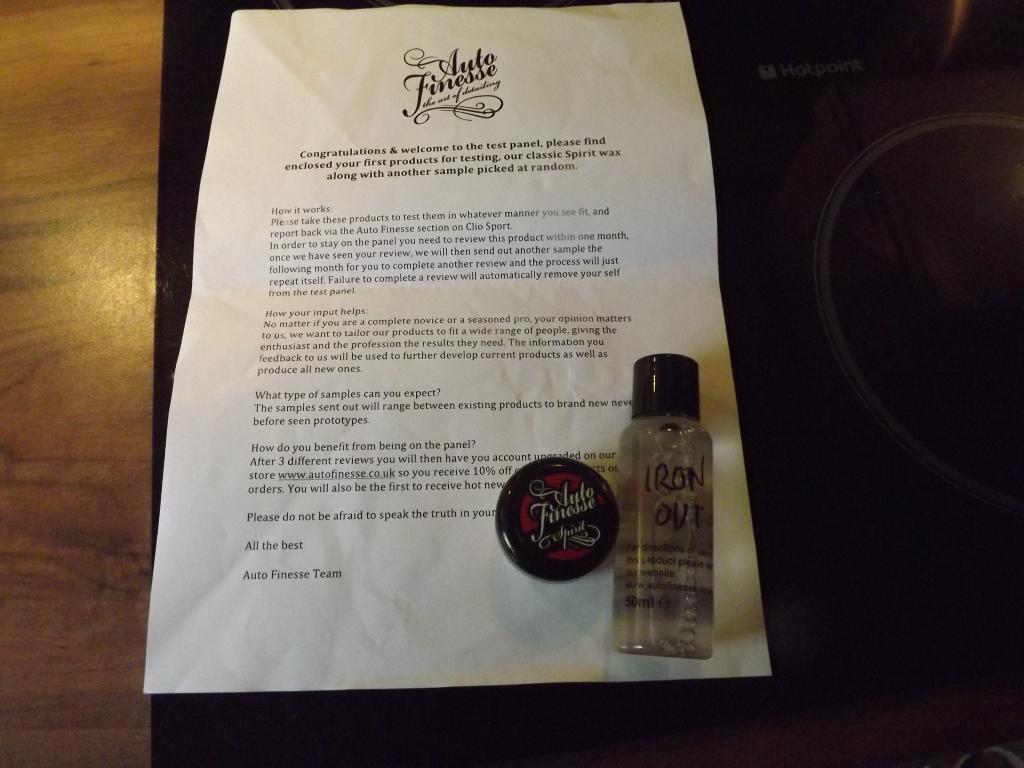 Auto
Finesse
the art of detailing
Hotpoint
Congratulations & welcome to the test panel, please find
enclosed your first products for testing, our classic Spirit wax
along with another sample picked at random.
How it works:
Please take these products to test them in whatever manner you see fit, and
report back via the Auto Finesse section on Clio Sport.
In order to stay on the panel you need to review this product within one month,
once we have seen your review, we will then send out another sample the
following month for you to complete another review and the process will just
repeat itself. Failure to complete a review will automatically remove your self
from the test panel.
How your input helps:
No matter if you are a complete novice or a seasoned pro, your opinion matters
to us, we want to tailor our products to fit a wide range of people, giving the
enthusiast and the profession the results they need. The information you
feedback to us will be used to further develop current products as well as
produce all new ones.
What type of samples can you expect?
The samples sent out will range between existing products to brand new neve
before seen prototypes.
How do you benefit from being on the panel?
After 3 different reviews you will then have you account upgraded on our
store www.autofinesse.co.uk so you receive 10% off
orders. You will also be the first to receive hot new
Please do not be afraid to speak the truth in your
All the best
Auto Finesse Team
Auto
Finesse
Spirit
IRON
OUT
For directions of
this product please
our website.
www.autofinesse
50ml e